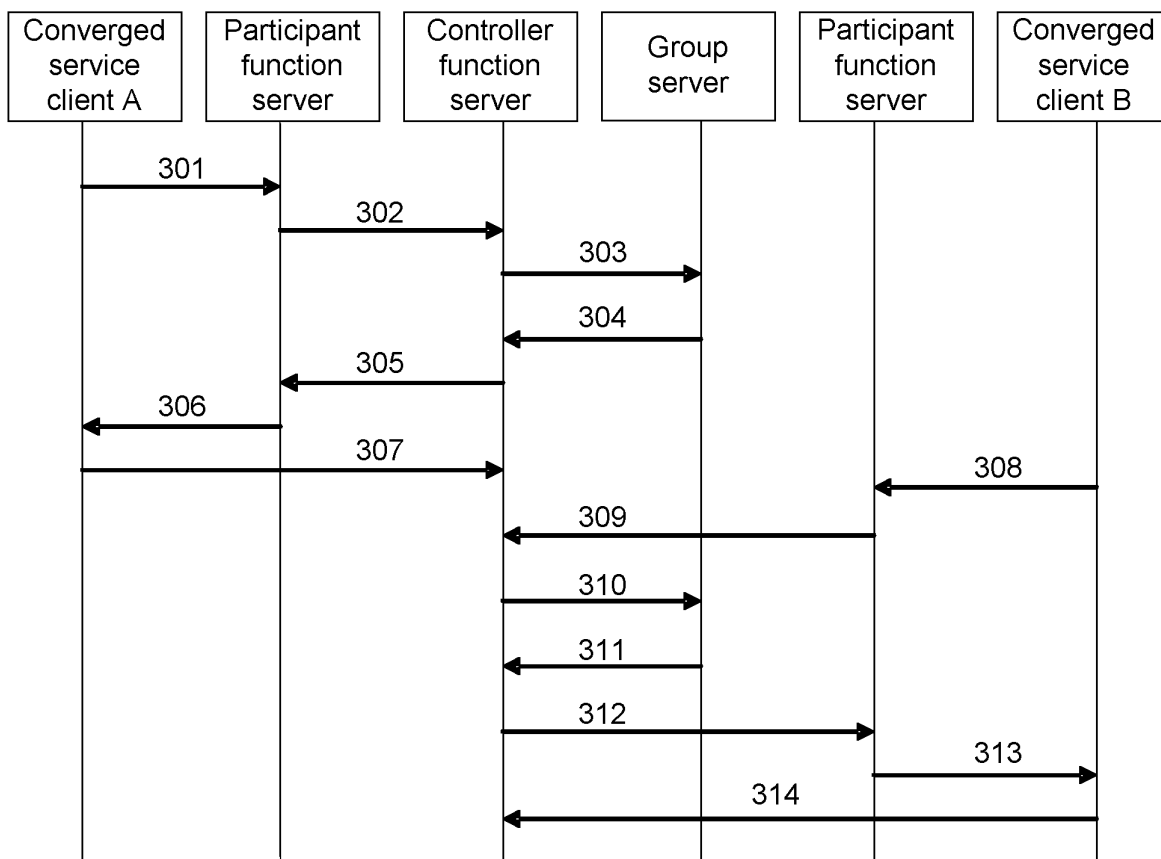 Converged
service
client A
Participant
function
server
Controller
function
server
Group
server
Participant
function
server
Converged
service
client B
301
302
303
304
305
306
307
308
309
310
311
312
313
314